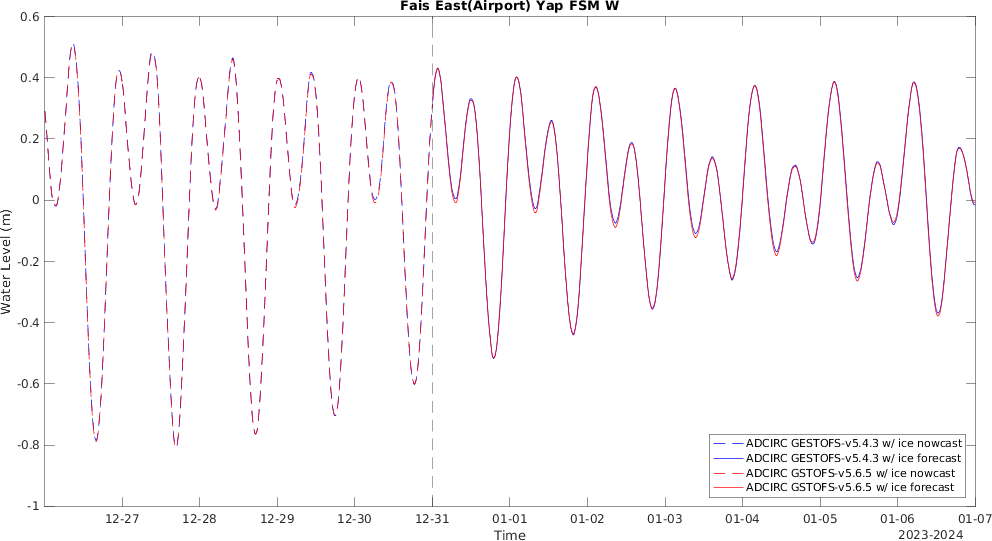 Fais East(Airport) Yap FSM W
0.6
0.4
0.2
0
-0.2
-0.4
-0.6
-0.8
-1
Water Level (m)
ADCIRC GESTOFS-v5.4.3 w/ ice nowcast
ADCIRC GESTOFS-v5.4.3 w/ ice forecast
ADCIRC GSTOFS-v5.6.5 w/ ice nowcast
ADCIRC GSTOFS-v5.6.5 w/ ice forecast
12-27 12-28 12-29 12-30 12-31 01-01 01-02 01-03 01-04 01-05 01-06 01-07
Time
2023-2024